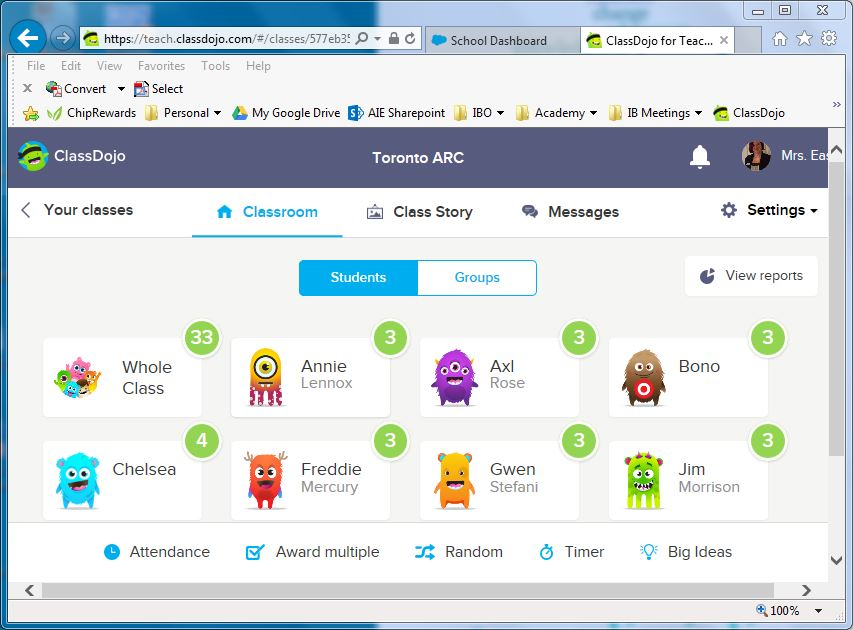 https://teach.classdojo.com/#/classes/577eb35
School Dashboard
ClassDojo for Teac...
File Edit View Favorites Tools Help
Convert Select
ChipRewards Personal My Google Drive AIE Sharepoint IBO Academy IB Meetings ClassDojo
ClassDojo Toronto ARC Mrs. Eas
Your classes Classroom Class Story Messages Settings
Students Groups View reports
33 3 3 3
Whole Class
Annie Lennox
Axl Rose
Bono
4 3 3 3
Chelsea
Freddie Mercury
Gwen Stefani
Jim Morrison
Attendance Award multiple Random Timer Big Ideas
100%